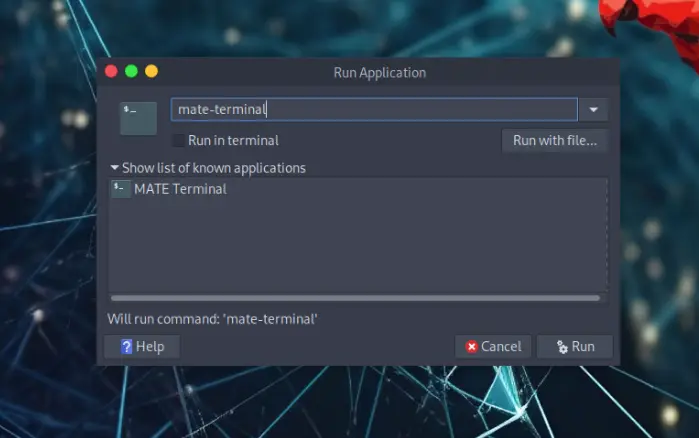 Run Application
$_
mate-terminal
Run in terminal
Run with file...
Show list of known applications
$_ MATE Terminal
Will run command: 'mate-terminal'
? Help
Cancel
Run